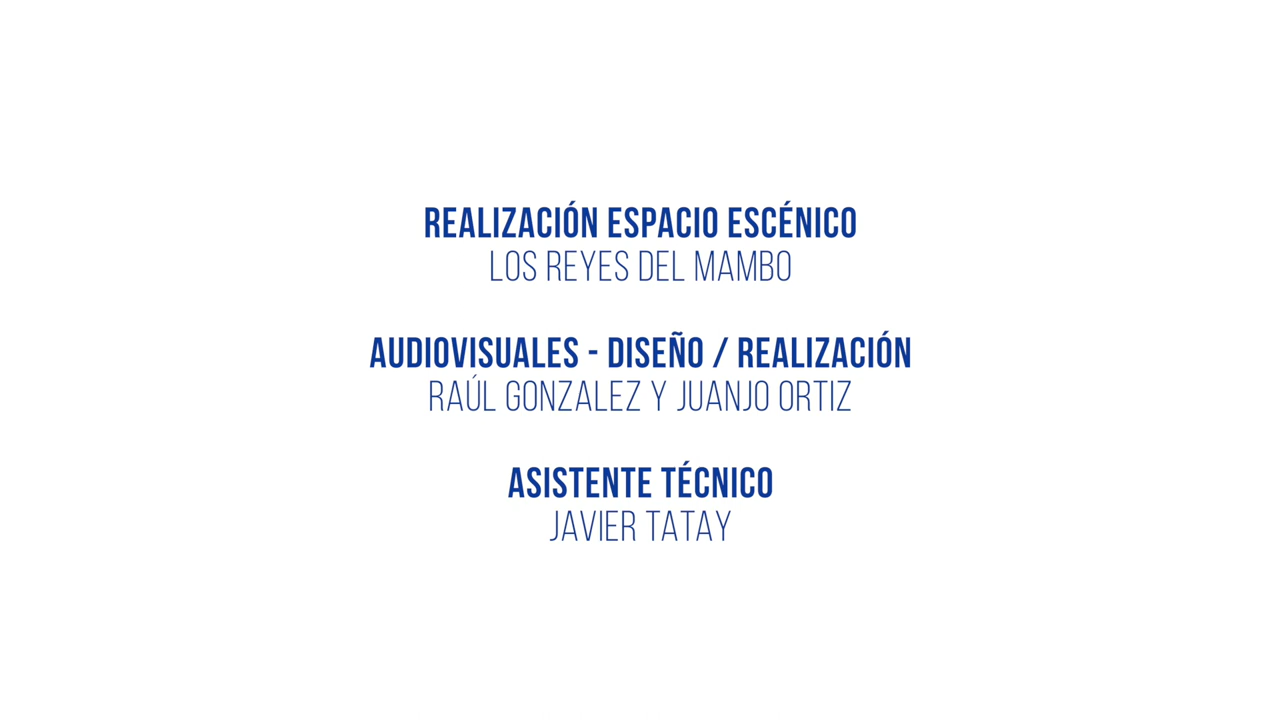 REALIZACIÓN ESPACIO ESCÉNICO
LOS REYES DEL MAMBO
AUDIOVISUALES - DISEÑO / REALIZACIÓN
RAÚL GONZALEZ Y JUANJO ORTIZ
ASISTENTE TÉCNICO
JAVIER TATAY